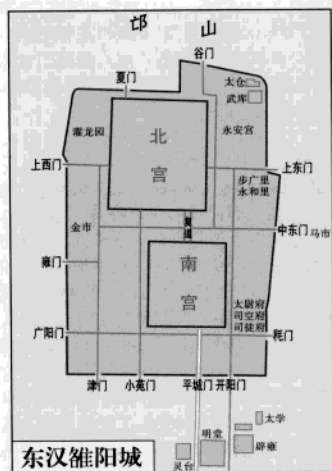 邙山
谷门
夏门
太仓
武库
濯龙园
北宫
永安宫
上西门
上东门
步广里
永和里
金市
复道
中东门 马市
雍门
南宫
太尉府
司空府
司徒府
广阳门
秏门
津门 小苑门 平城门 开阳门
太学
明堂
辟雍
灵台
东汉雒阳城